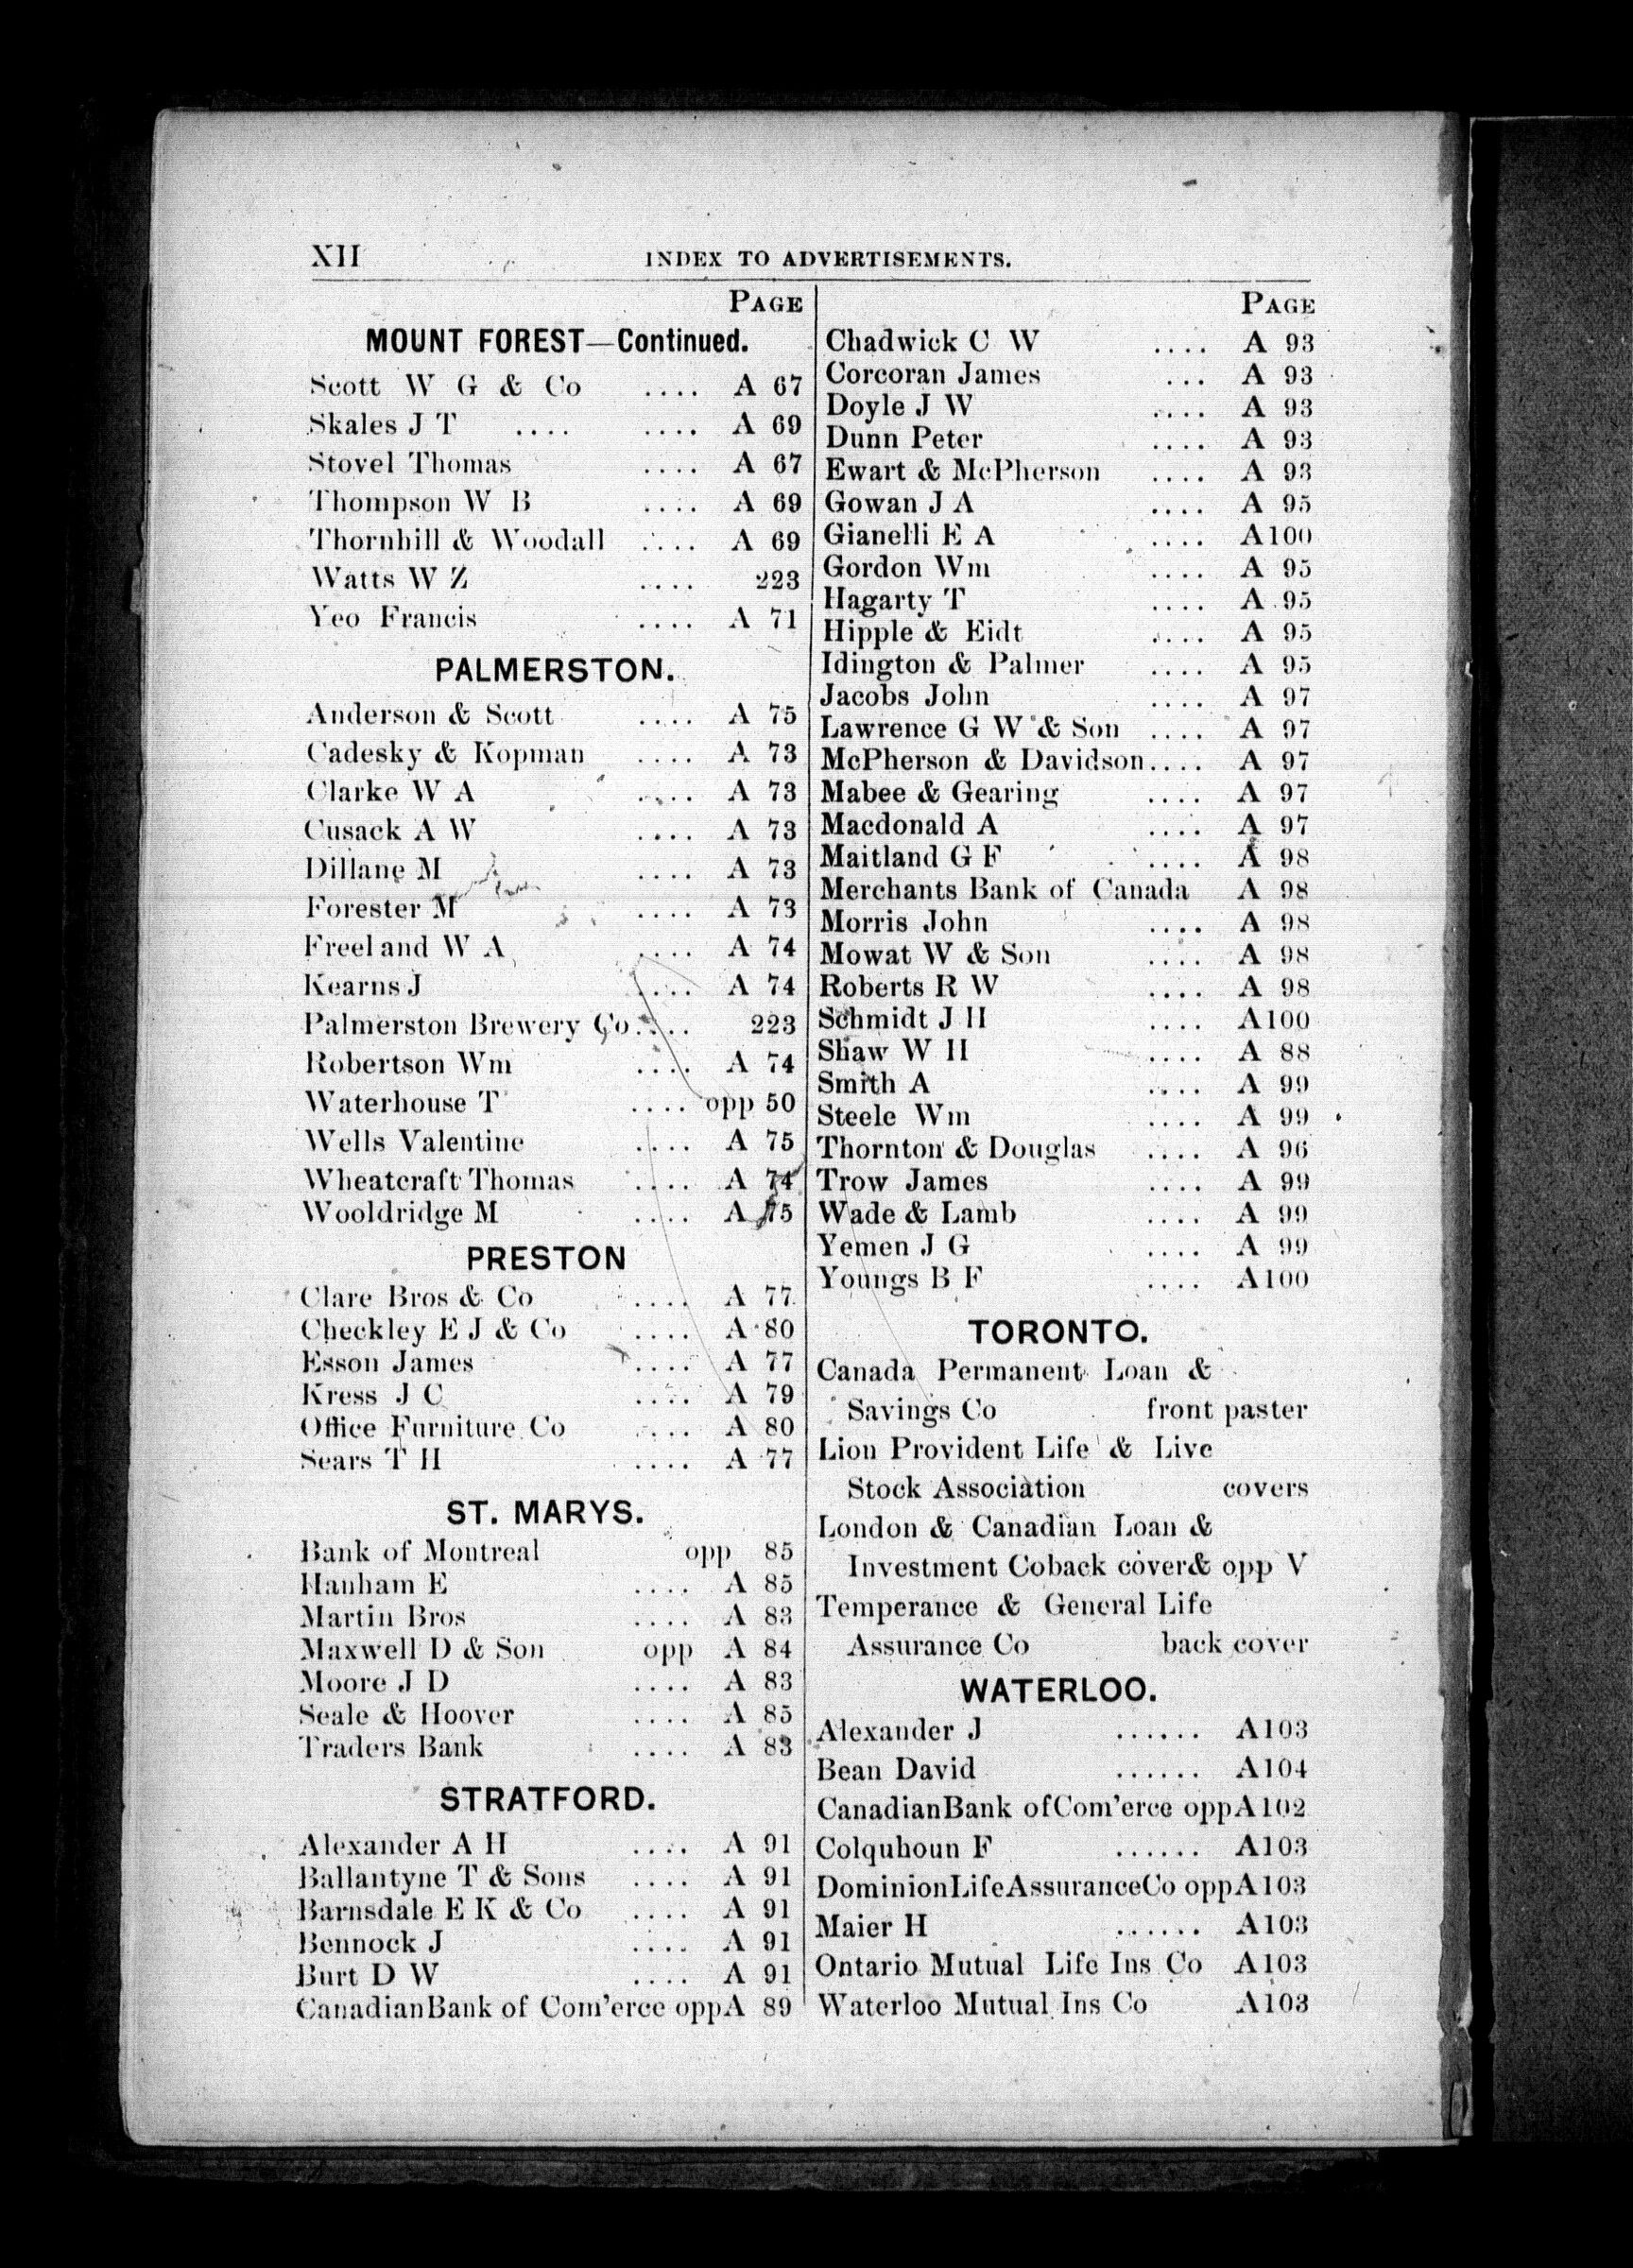 XII INDEX TO ADVERTISEMENTS.
PAGE
MOUNT FOREST—Continued.
Scott W G & Co .... A 67
Skales J T .... .... A 69
Stovel Thomas .... A 67
Thompson W B .... A 69
Thornhill & Woodall .... A 69
Watts W Z .... 223
Yeo Francis .... A 71
PALMERSTON.
Anderson & Scott .... A 75
Cadesky & Kopman .... A 73
Clarke W A .... A 73
Cusack A W .... A 73
Dillane M .... A 73
Forester M .... A 73
Freeland W A .... A 74
Kearns J .... A 74
Palmerston Brewery Co.... 223
Robertson Wm .... A 74
Waterhouse T .... opp 50
Wells Valentine .... A 75
Wheatcraft Thomas .... A 74
Wooldridge M .... A 75
PRESTON
Clare Bros & Co .... A 77
Checkley E J & Co .... A 80
Esson James .... A 77
Kress J C .... A 79
Office Furniture Co .... A 80
Sears T H .... A 77
ST. MARYS.
Bank of Montreal opp 85
Hanham E .... A 85
Martin Bros .... A 83
Maxwell D & Son opp A 84
Moore J D .... A 83
Seale & Hoover .... A 85
Traders Bank .... A 83
STRATFORD.
Alexander A H .... A 91
Ballantyne T & Sons .... A 91
Barnsdale E K & Co .... A 91
Bennock J .... A 91
Burt D W .... A 91
CanadianBank of Com'erce oppA 89
PAGE
Chadwick C W .... A 93
Corcoran James ... A 93
Doyle J W .... A 93
Dunn Peter .... A 93
Ewart & McPherson .... A 93
Gowan J A .... A 95
Gianelli E A .... A100
Gordon Wm .... A 95
Hagarty T .... A 95
Hipple & Eidt .... A 95
Idington & Palmer .... A 95
Jacobs John .... A 97
Lawrence G W & Son .... A 97
McPherson & Davidson.... A 97
Mabee & Gearing .... A 97
Macdonald A .... A 97
Maitland G F .... A 98
Merchants Bank of Canada A 98
Morris John .... A 98
Mowat W & Son .... A 98
Roberts R W .... A 98
Schmidt J H .... A100
Shaw W H .... A 88
Smith A .... A 99
Steele Wm .... A 99
Thornton & Douglas .... A 96
Trow James .... A 99
Wade & Lamb .... A 99
Yemen J G .... A 99
Youngs B F .... A100
TORONTO.
Canada Permanent Loan &
Savings Co front paster
Lion Provident Life & Live
Stock Association covers
London & Canadian Loan &
Investment Coback cover& opp V
Temperance & General Life
Assurance Co back cover
WATERLOO.
Alexander J ...... A103
Bean David ...... A104
CanadianBank ofCom'erce oppA102
Colquhoun F ...... A103
DominionLifeAssuranceCo oppA103
Maier H ...... A103
Ontario Mutual Life Ins Co A103
Waterloo Mutual Ins Co A103